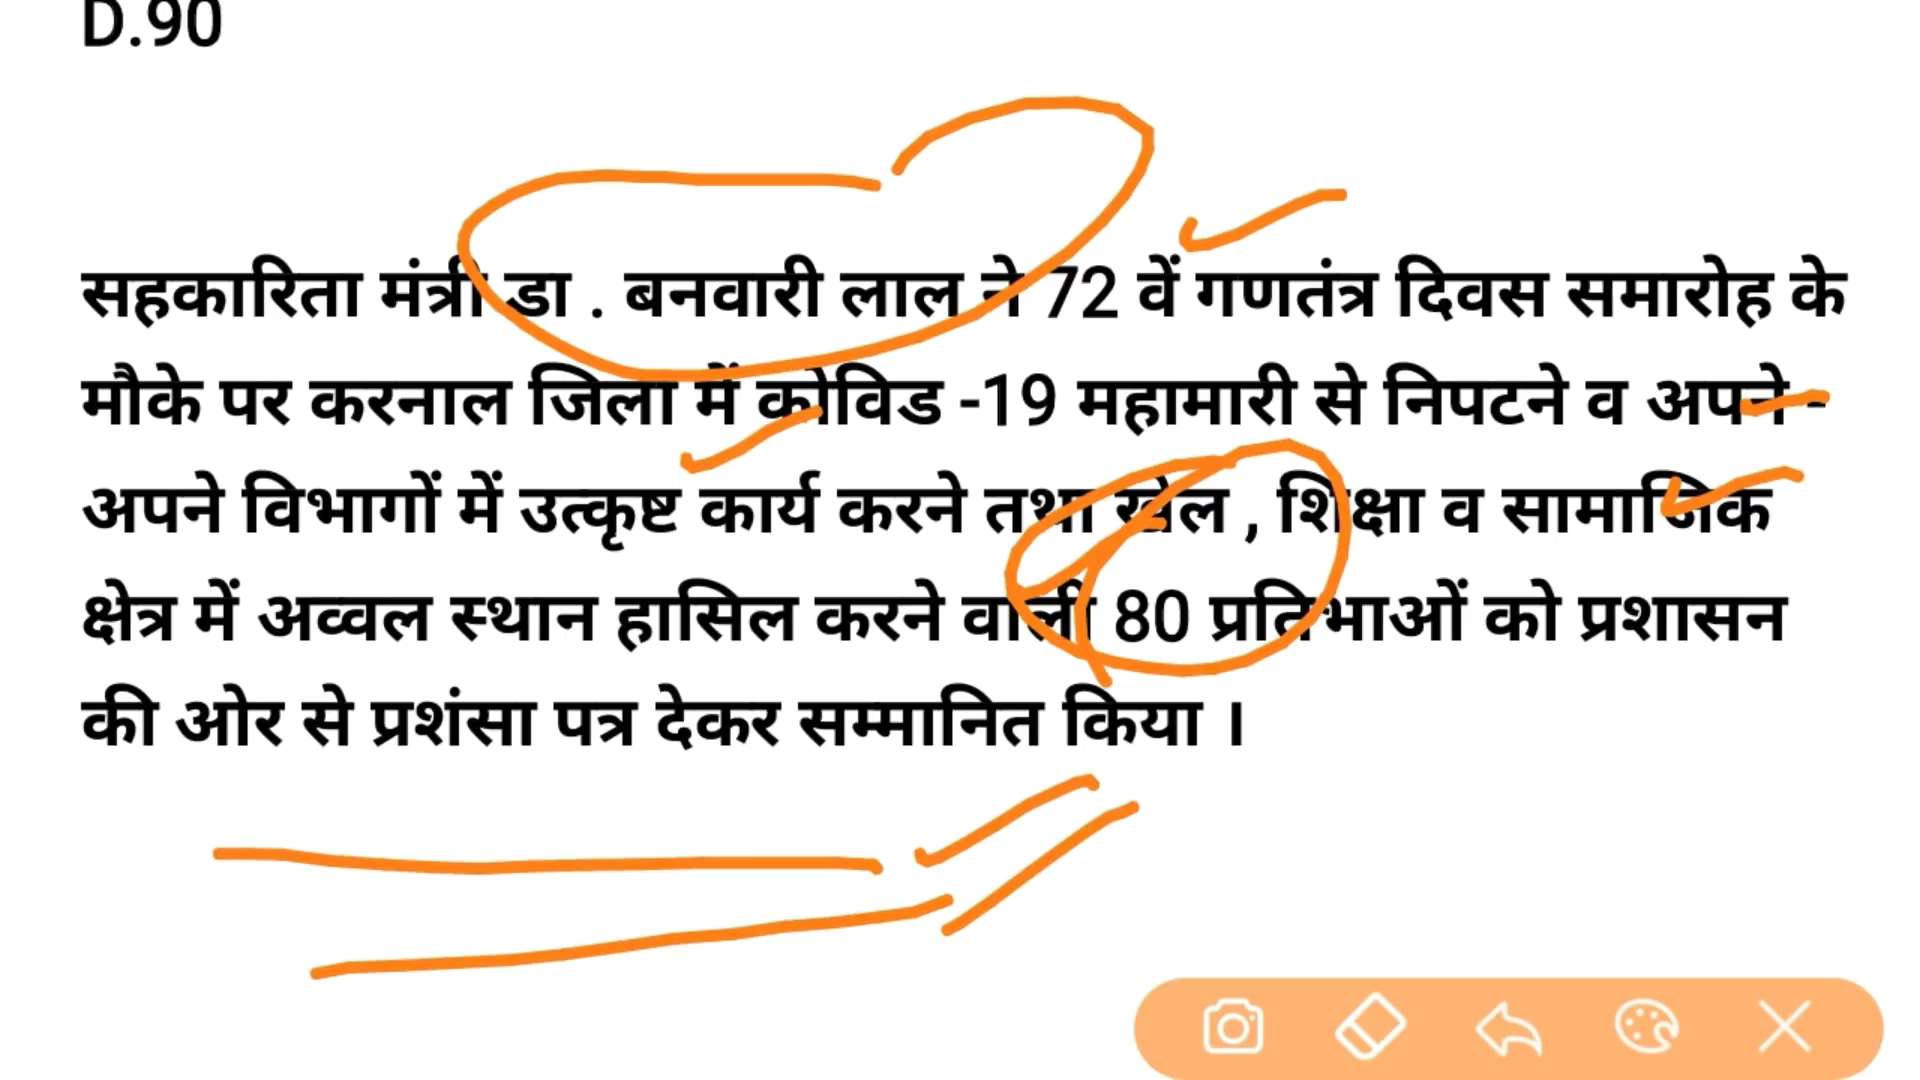 D.90
सहकारिता मंत्री डा . बनवारी लाल ने 72 वें गणतंत्र दिवस समारोह के
मौके पर करनाल जिला में कोविड -19 महामारी से निपटने व अपने -
अपने विभागों में उत्कृष्ट कार्य करने तथा खेल , शिक्षा व सामाजिक
क्षेत्र में अव्वल स्थान हासिल करने वाली 80 प्रतिभाओं को प्रशासन
की ओर से प्रशंसा पत्र देकर सम्मानित किया ।